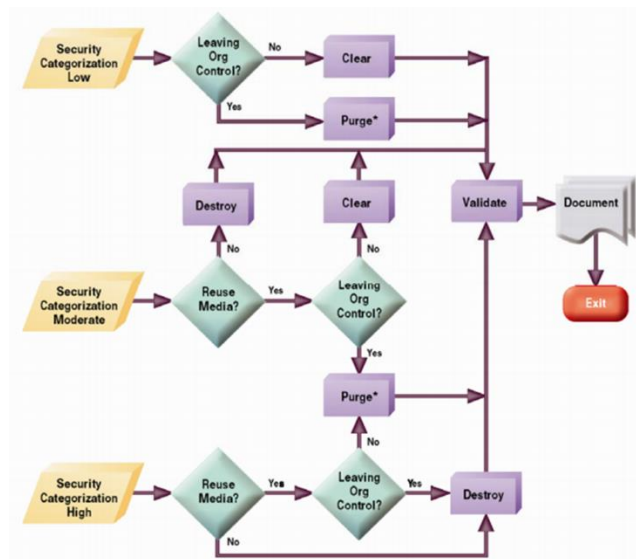 Security
Categorization
Low
Leaving
Org
Control?
No
Clear
Yes
Purge*
Destroy
Clear
Validate
Document
No
No
Security
Categorization
Moderate
Reuse
Media?
Yes
Leaving
Org
Control?
Exit
Yes
Purge*
No
Security
Categorization
High
Reuse
Media?
Yes
Leaving
Org
Control?
Yes
Destroy
No